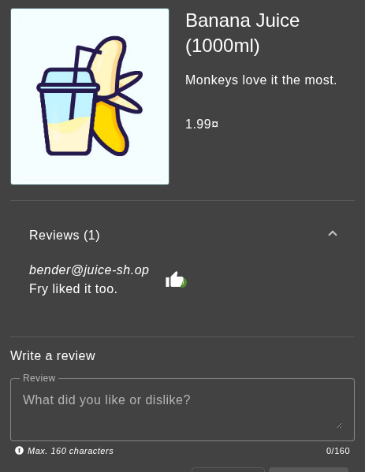 Banana Juice
(1000ml)
Monkeys love it the most.
1.99¤
Reviews (1)
bender@juice-sh.op
Fry liked it too.
Write a review
Review
What did you like or dislike?
Max. 160 characters
0/160